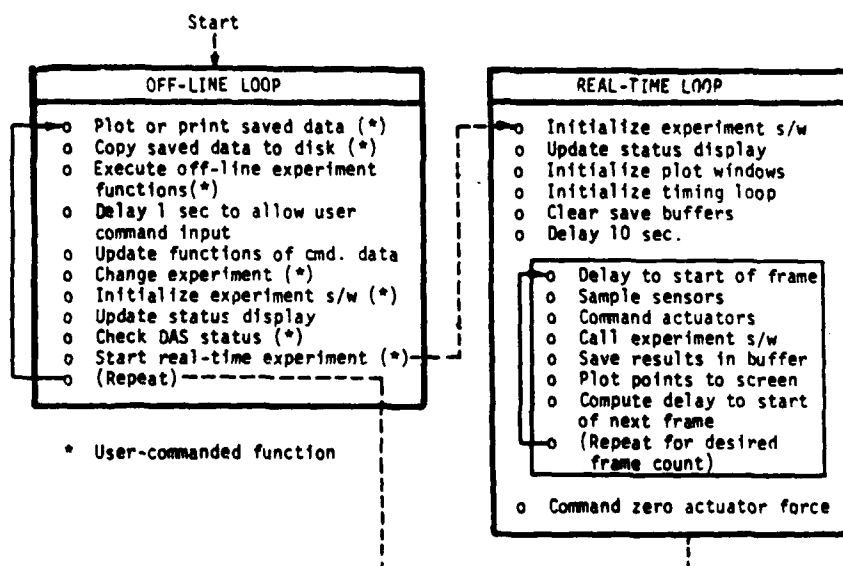 Start
OFF-LINE LOOP
o Plot or print saved data (*)
o Copy saved data to disk (*)
o Execute off-line experiment
functions(*)
o Delay 1 sec to allow user
command input
o Update functions of cmd. data
o Change experiment (*)
o Initialize experiment s/w (*)
o Update status display
o Check DAS status (*)
o Start real-time experiment (*)
o (Repeat)
* User-commanded function
REAL-TIME LOOP
o Initialize experiment s/w
o Update status display
o Initialize plot windows
o Initialize timing loop
o Clear save buffers
o Delay 10 sec.
o Delay to start of frame
o Sample sensors
o Command actuators
o Call experiment s/w
o Save results in buffer
o Plot points to screen
o Compute delay to start
of next frame
o (Repeat for desired
frame count)
o Command zero actuator force